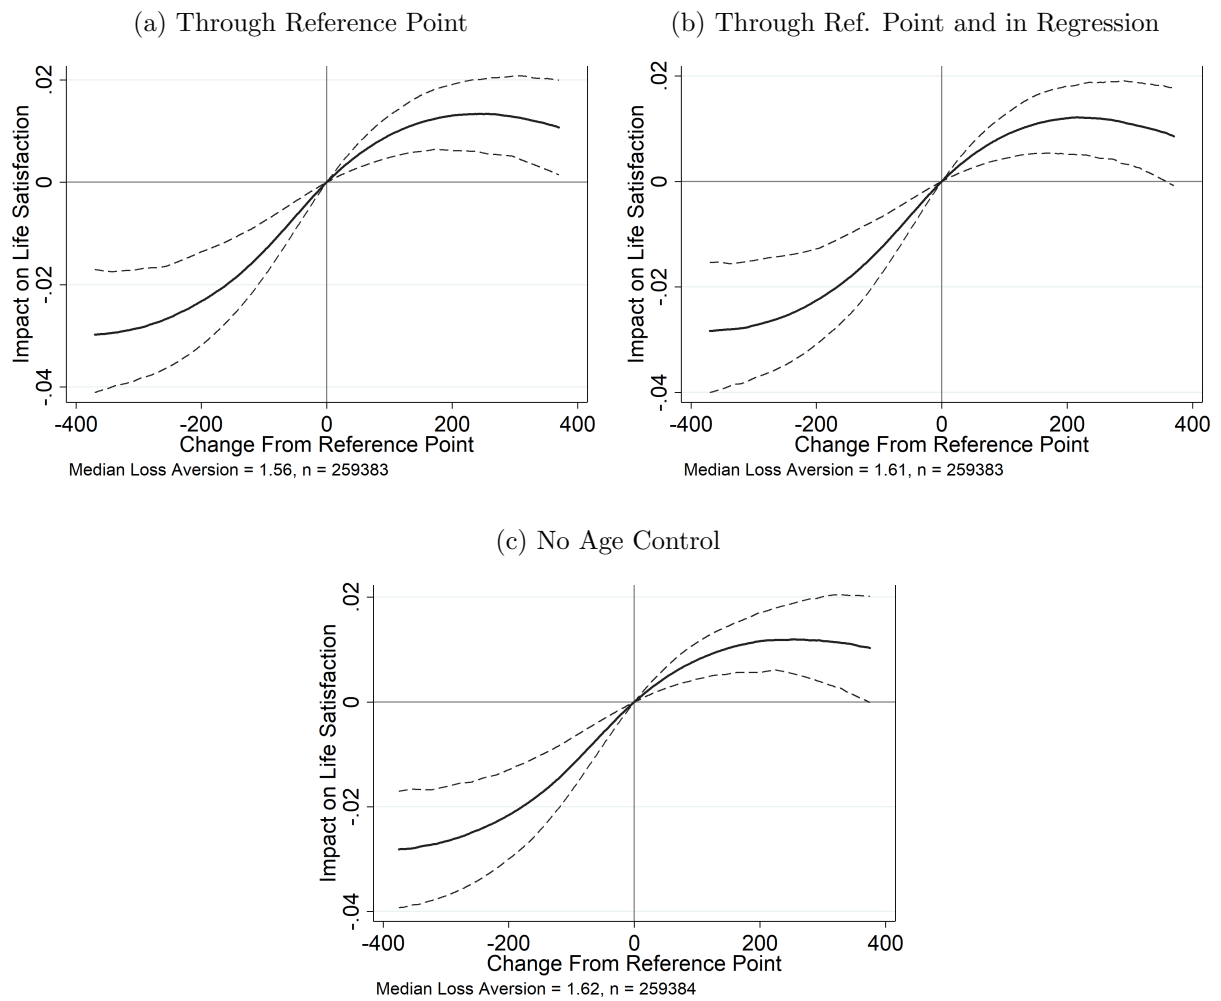 (a) Through Reference Point
(b) Through Ref. Point and in Regression
Impact on Life Satisfaction
.02
0
-.02
-.04
-400 -200 0 200 400
Change From Reference Point
Median Loss Aversion = 1.56, n = 259383
Impact on Life Satisfaction
.02
0
-.02
-.04
-400 -200 0 200 400
Change From Reference Point
Median Loss Aversion = 1.61, n = 259383
(c) No Age Control
Impact on Life Satisfaction
.02
0
-.02
-.04
-400 -200 0 200 400
Change From Reference Point
Median Loss Aversion = 1.62, n = 259384